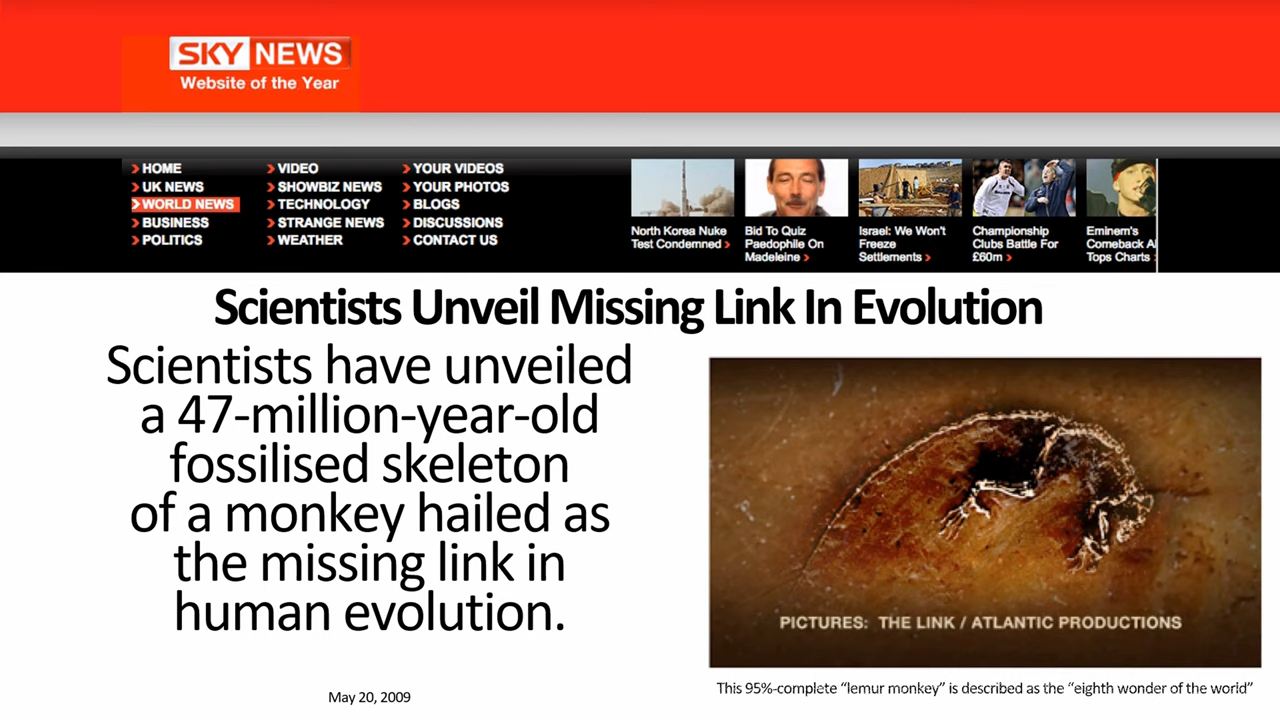 SKY NEWS
Website of the Year
HOME
UK NEWS
WORLD NEWS
BUSINESS
POLITICS
VIDEO
SHOWBIZ NEWS
TECHNOLOGY
STRANGE NEWS
WEATHER
YOUR VIDEOS
YOUR PHOTOS
BLOGS
DISCUSSIONS
CONTACT US
North Korea Nuke
Test Condemned
Bid To Quiz
Paedophile On
Madeleine
Israel: We Won't
Freeze
Settlements
Championship
Clubs Battle For
£60m
Eminem's
Comeback Al
Tops Charts
Scientists Unveil Missing Link In Evolution
Scientists have unveiled
a 47-million-year-old
fossilised skeleton
of a monkey hailed as
the missing link in
human evolution.
May 20, 2009
PICTURES: THE LINK / ATLANTIC PRODUCTIONS
This 95%-complete “lemur monkey” is described as the “eighth wonder of the world”